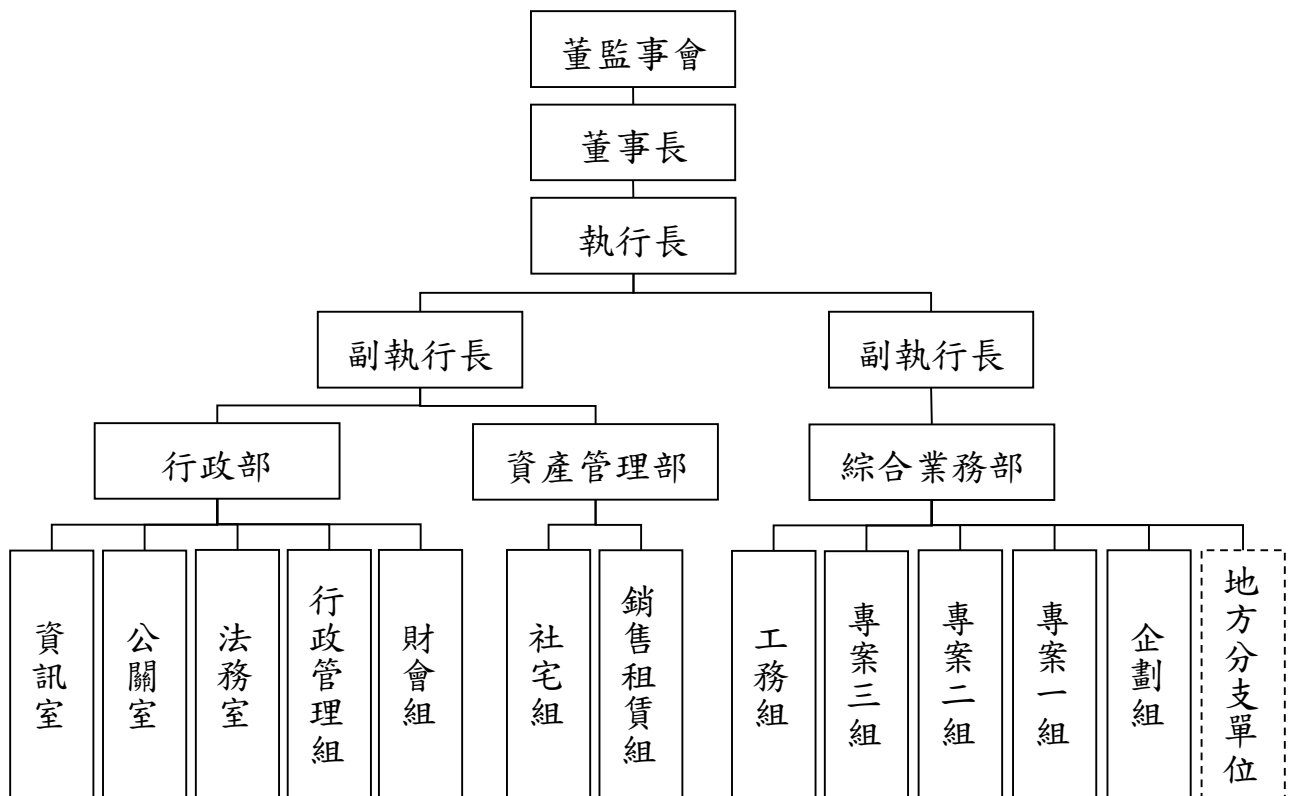 董監事會
董事長
執行長
副執行長
副執行長
行政部
資產管理部
綜合業務部
資訊室
公關室
法務室
行政管理組
財會組
社宅組
銷售租賃組
工務組
專案三組
專案二組
專案一組
企劃組
地方分支單位